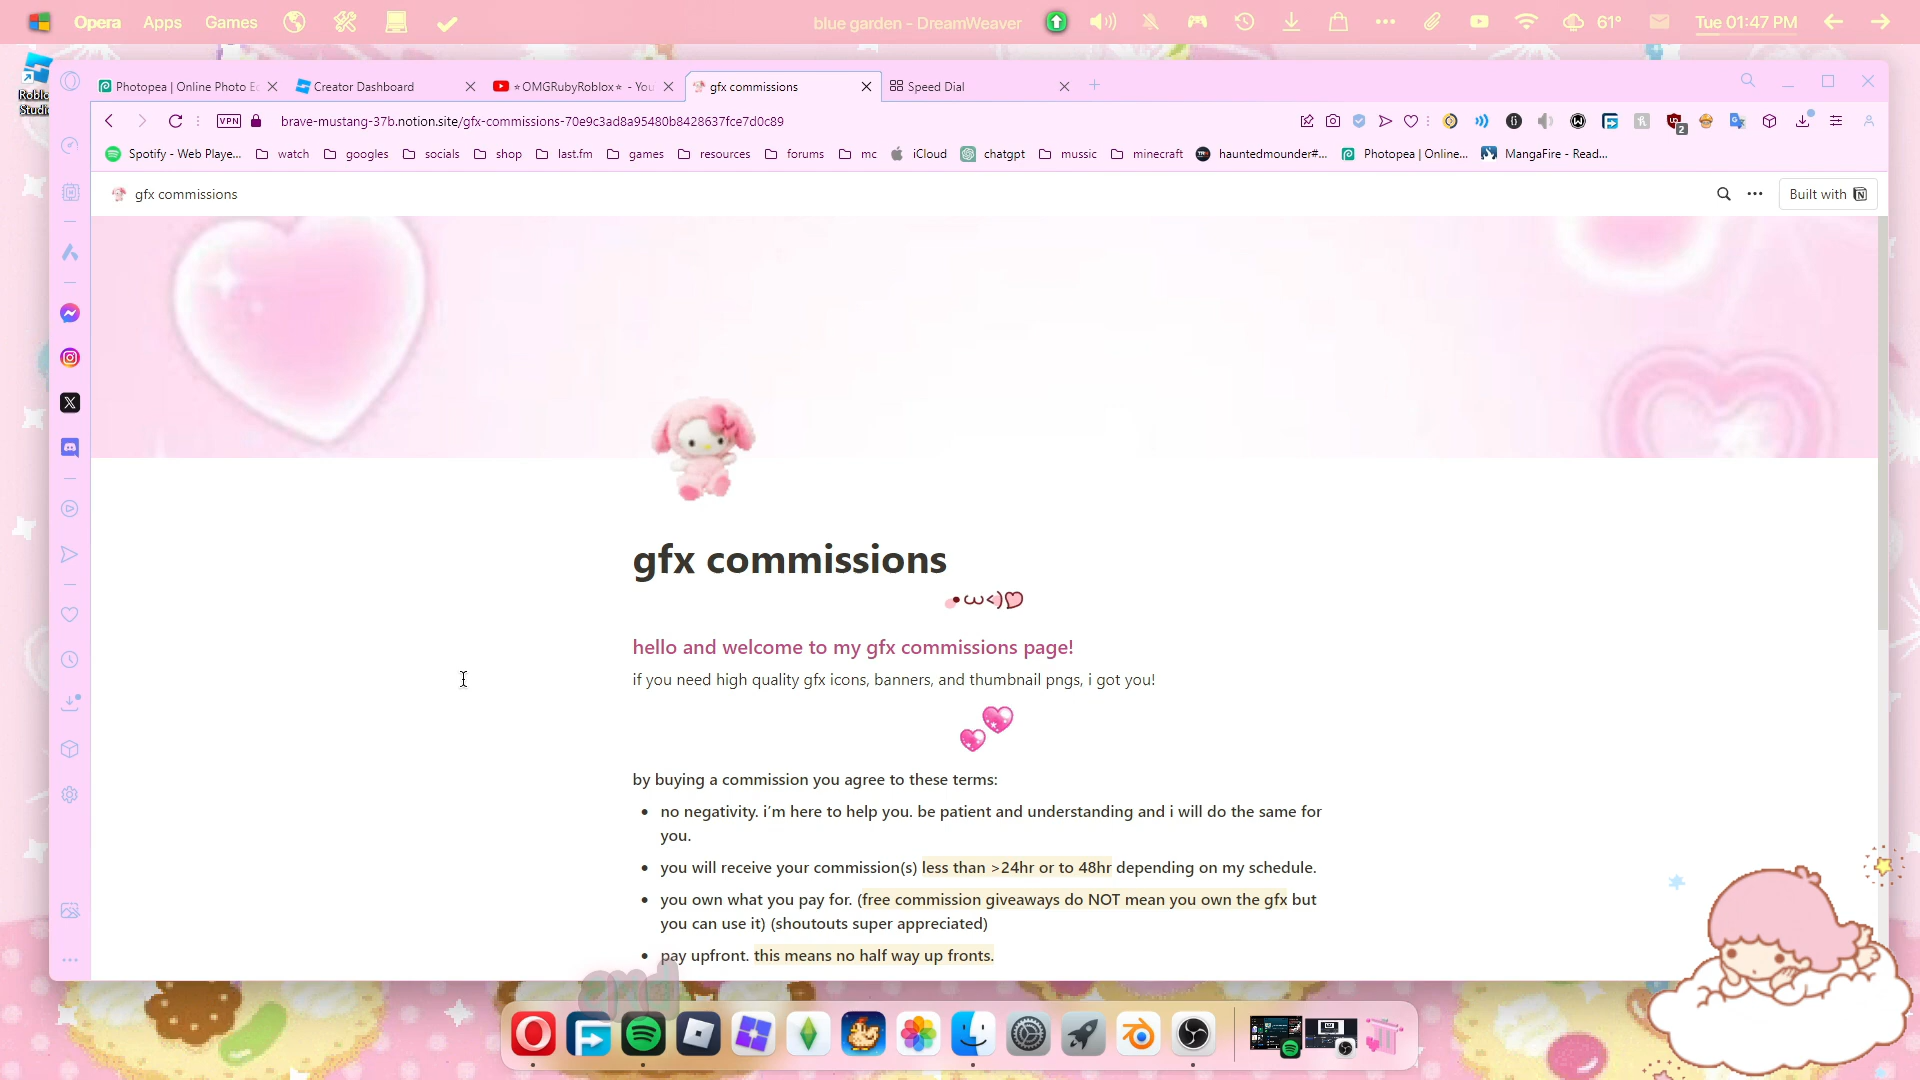 Opera Apps Games blue garden - DreamWeaver 61° Tue 01:47 PM
Roblo
Studi
Photopea | Online Photo E Creator Dashboard ⭐OMGRubyRoblox⭐ - You gfx commissions Speed Dial
VPN brave-mustang-37b.notion.site/gfx-commissions-70e9c3ad8a95480b8428637fce7d0c89 2
Spotify - Web Playe... watch googles socials shop last.fm games resources forums mc iCloud chatgpt mussic minecraft hauntedmounder#... Photopea | Online... MangaFire - Read...
gfx commissions Built with
gfx commissions
•ω<)♡
hello and welcome to my gfx commissions page!
if you need high quality gfx icons, banners, and thumbnail pngs, i got you!
by buying a commission you agree to these terms:
• no negativity. i'm here to help you. be patient and understanding and i will do the same for
you.
• you will receive your commission(s) less than >24hr or to 48hr depending on my schedule.
• you own what you pay for. (free commission giveaways do NOT mean you own the gfx but
you can use it) (shoutouts super appreciated)
• pay upfront. this means no half way up fronts.
and